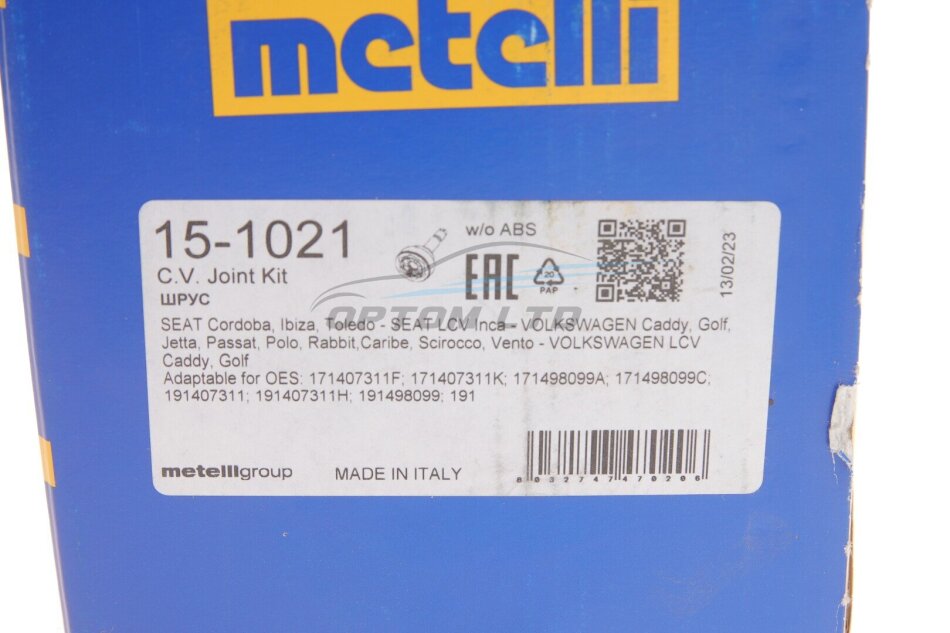 metelli
15-1021
w/o ABS
C.V. Joint Kit
ШРУС
EAC
20
PAP
13/02/23
OPTOM LTD
SEAT Cordoba, Ibiza, Toledo - SEAT LCV Inca - VOLKSWAGEN Caddy, Golf,
Jetta, Passat, Polo, Rabbit,Caribe, Scirocco, Vento - VOLKSWAGEN LCV
Caddy, Golf
Adaptable for OES: 171407311F; 171407311K; 171498099A; 171498099C;
191407311; 191407311H; 191498099; 191
metelligroup
MADE IN ITALY
8032747470206